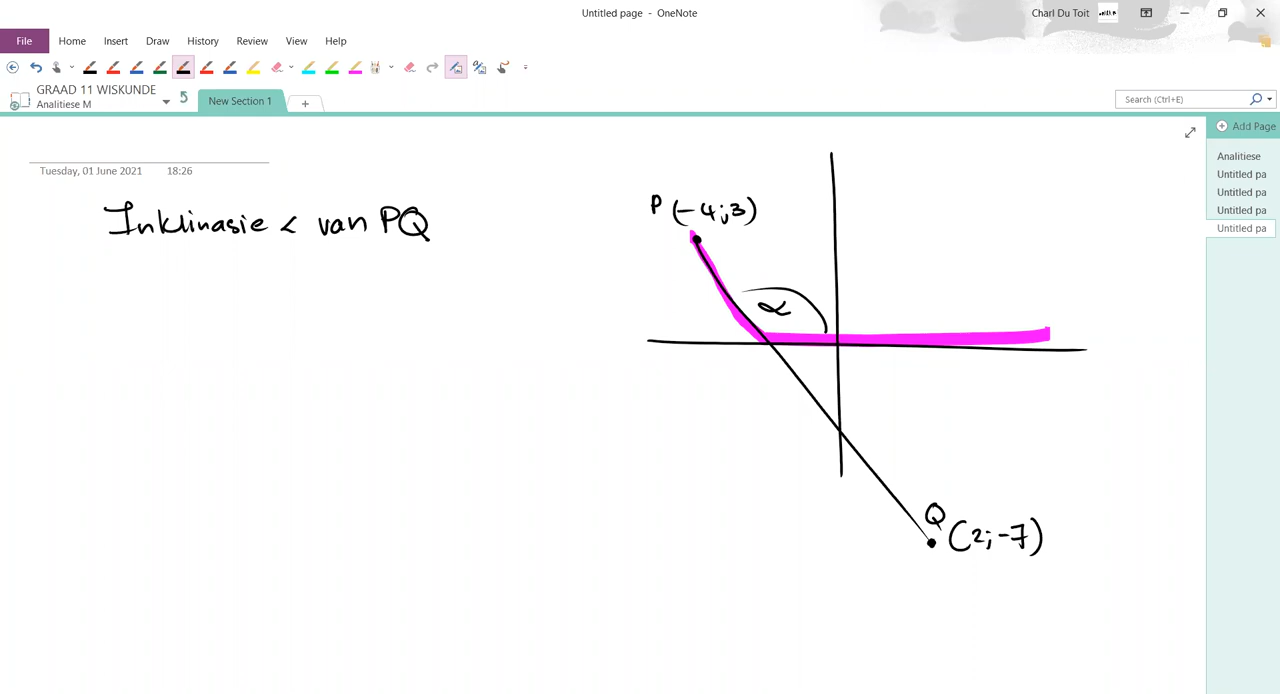 Untitled page - OneNote
Charl Du Toit
File Home Insert Draw History Review View Help
GRAAD 11 WISKUNDE
Analitiese M
New Section 1
Search (Ctrl+E)
Add Page
Tuesday, 01 June 2021 18:26
Analitiese
Untitled pa
Untitled pa
Untitled pa
Untitled pa
Inklinasie < van PQ
P (-4;3)
α
Q
(2;-7)